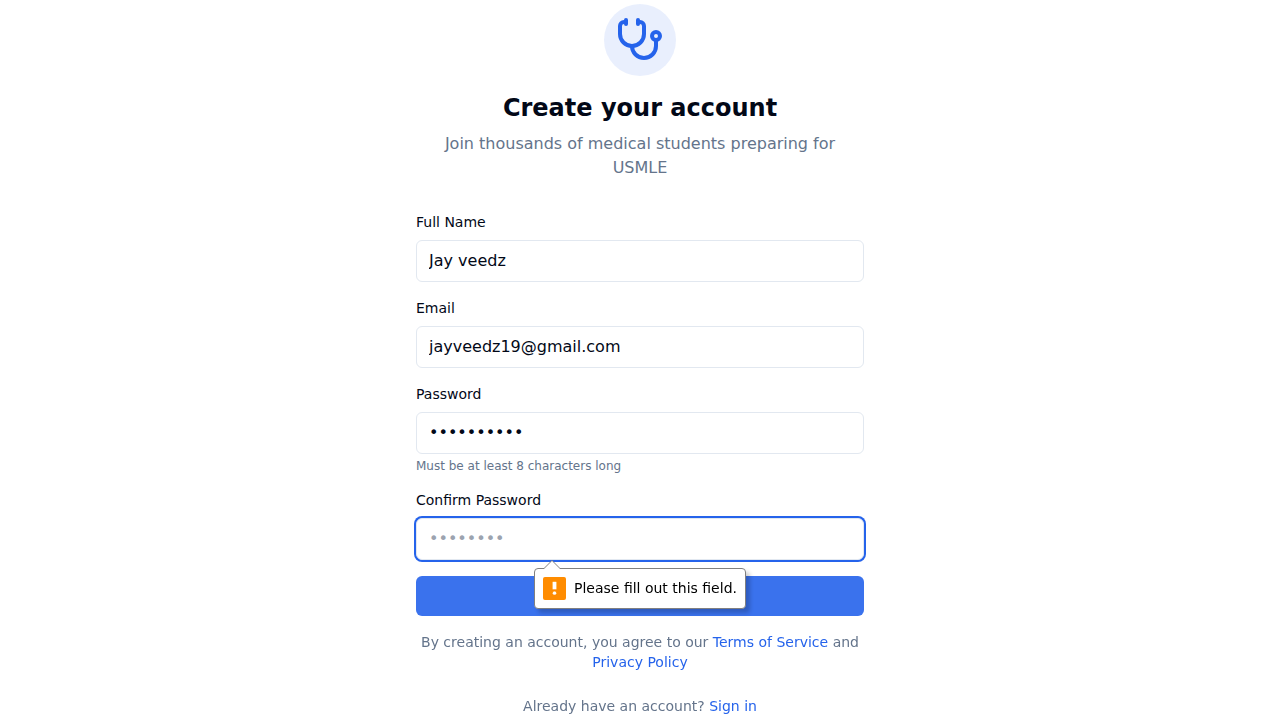 Create your account
Join thousands of medical students preparing for
USMLE
Full Name
Jay veedz
Email
jayveedz19@gmail.com
Password
••••••••••
Must be at least 8 characters long
Confirm Password
••••••••
Please fill out this field.
By creating an account, you agree to our Terms of Service and
Privacy Policy
Already have an account? Sign in